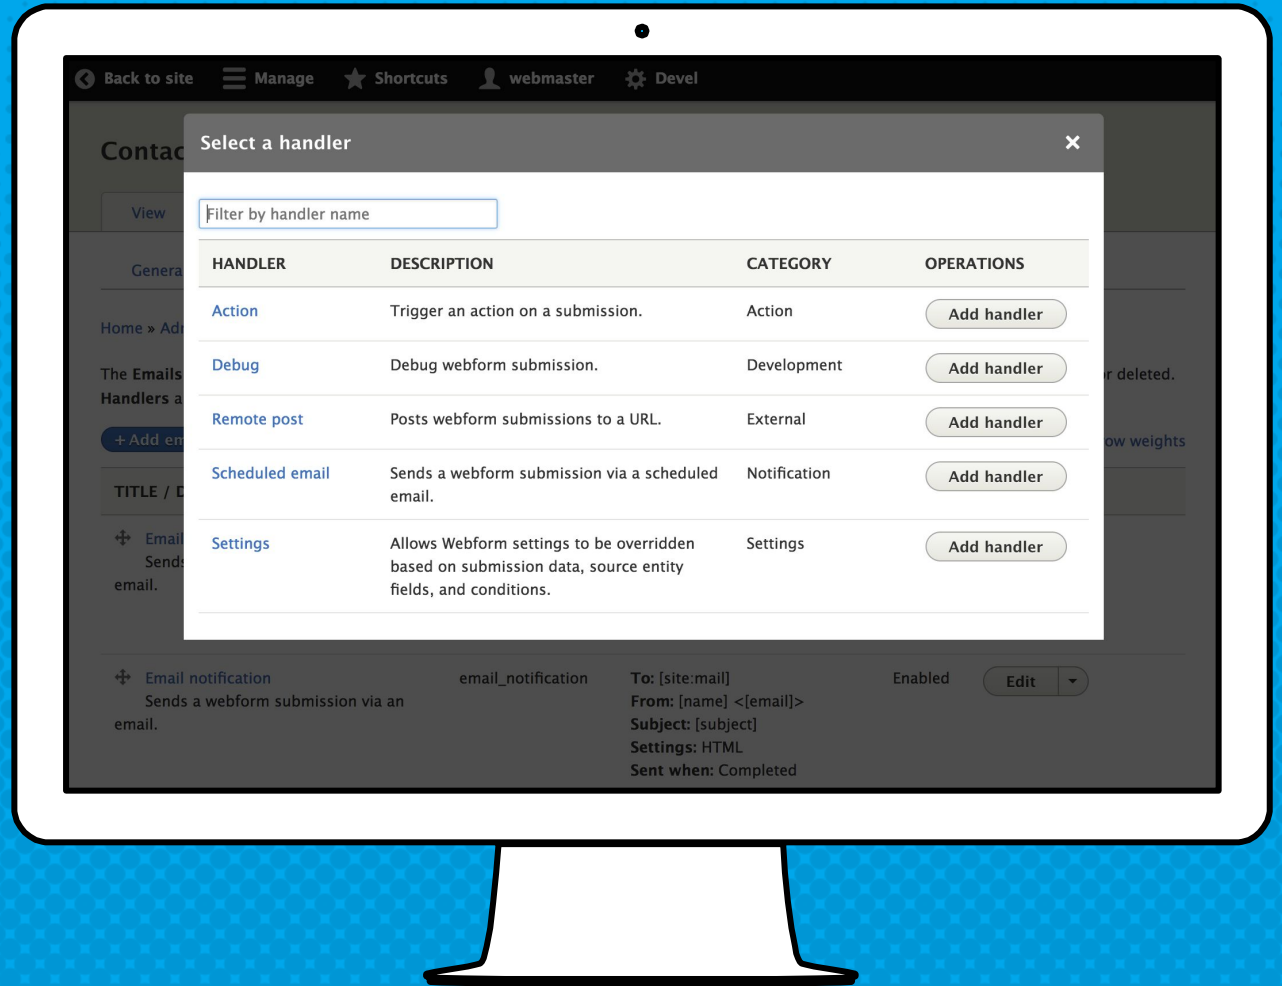 Back to site Manage Shortcuts webmaster Devel
Contac
Select a handler
View
Filter by handler name
HANDLER DESCRIPTION CATEGORY OPERATIONS
Genera
Action Trigger an action on a submission. Action Add handler
Home » Adm
Debug Debug webform submission. Development Add handler
The Emails r deleted.
Handlers a
Remote post Posts webform submissions to a URL. External Add handler
+ Add em ow weights
Scheduled email Sends a webform submission via a scheduled Notification Add handler
email.
TITLE / D
Email
Settings Allows Webform settings to be overridden Settings Add handler
Sends
based on submission data, source entity
email.
fields, and conditions.
Email notification email_notification To: [site:mail] Enabled Edit
Sends a webform submission via an From: [name] <[email]>
email. Subject: [subject]
Settings: HTML
Sent when: Completed